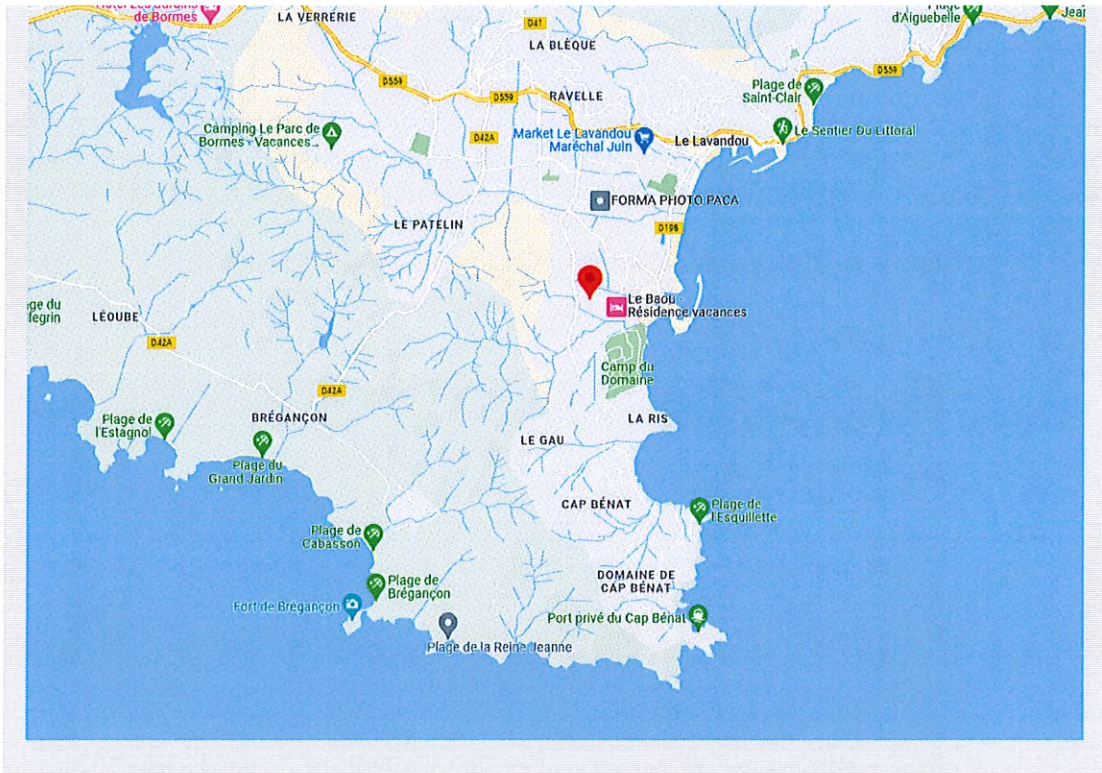 Hôtel Les Jardins
de Bormes
LA VERRERIE
D41
LA BLÈQUE
Plage
d'Aiguebelle
D559
D559
RAVELLE
D559
Plage de
Saint-Clair
Camping Le Parc de
Bormes - Vacances...
D42A
Market Le Lavandou
Maréchal Juin
Le Lavandou
Le Sentier Du Littoral
FORMA PHOTO PACA
LE PATELIN
D198
Le Baou
Résidence vacances
LÉOUBE
D42A
Camp du
Domaine
D42A
BRÉGANÇON
Plage de
l'Estagnol
LA RIS
LE GAU
Plage du
Grand Jardin
CAP BÉNAT
Plage de
l'Esquillette
Plage de
Cabasson
DOMAINE DE
CAP BÉNAT
Plage de
Brégançon
Fort de Brégançon
Port privé du Cap Bénat
Plage de la Reine Jeanne